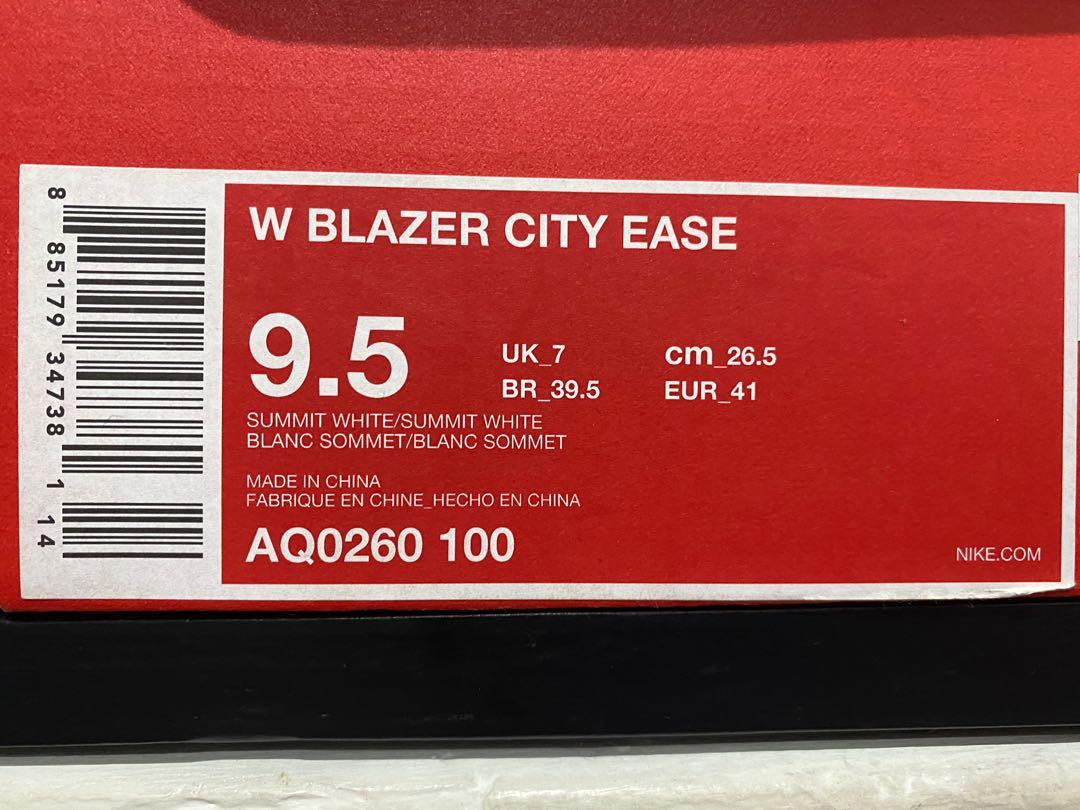 W BLAZER CITY EASE
9.5
UK_7
cm_26.5
BR_39.5
EUR_41
SUMMIT WHITE/SUMMIT WHITE
BLANC SOMMET/BLANC SOMMET
MADE IN CHINA
FABRIQUE EN CHINE_HECHO EN CHINA
AQ0260 100
NIKE.COM
8 85179 34738 1 14